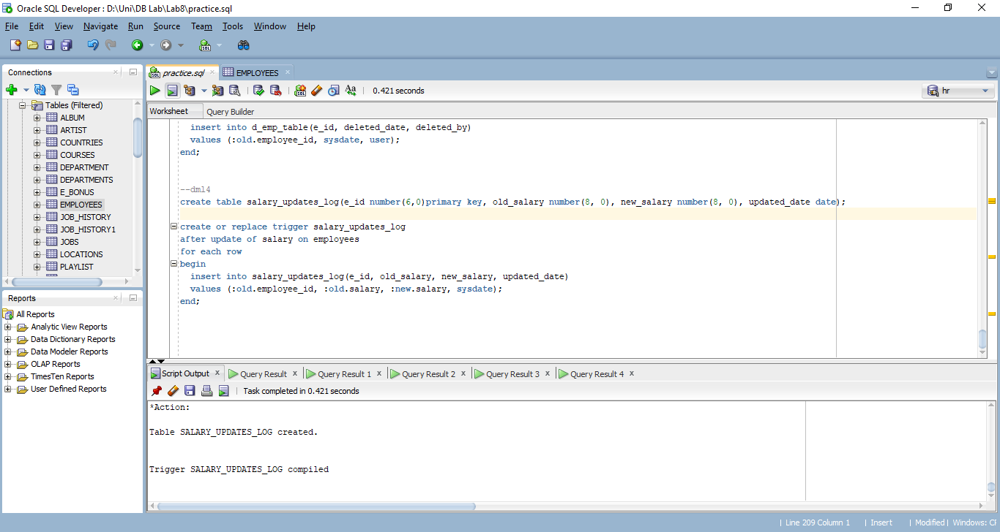 Oracle SQL Developer : D:\Uni\DB Lab\Lab8\practice.sql
File Edit View Navigate Run Source Team Tools Window Help
Connections
Tables (Filtered)
ALBUM
ARTIST
COUNTRIES
COURSES
DEPARTMENT
DEPARTMENTS
E_BONUS
EMPLOYEES
JOB_HISTORY
JOB_HISTORY1
JOBS
LOCATIONS
PLAYLIST
Reports
All Reports
Analytic View Reports
Data Dictionary Reports
Data Modeler Reports
OLAP Reports
TimesTen Reports
User Defined Reports
practice.sql EMPLOYEES
0.421 seconds hr
Worksheet Query Builder
insert into d_emp_table(e_id, deleted_date, deleted_by)
values (:old.employee_id, sysdate, user);
end;
--dml4
create table salary_updates_log(e_id number(6,0)primary key, old_salary number(8, 0), new_salary number(8, 0), updated_date date);
create or replace trigger salary_updates_log
after update of salary on employees
for each row
begin
insert into salary_updates_log(e_id, old_salary, new_salary, updated_date)
values (:old.employee_id, :old.salary, :new.salary, sysdate);
end;
Script Output x Query Result x Query Result 1 x Query Result 2 x Query Result 3 x Query Result 4 x
Task completed in 0.421 seconds
*Action:
Table SALARY_UPDATES_LOG created.
Trigger SALARY_UPDATES_LOG compiled
| Line 209 Column 1 | Insert | Modified | Windows: CF